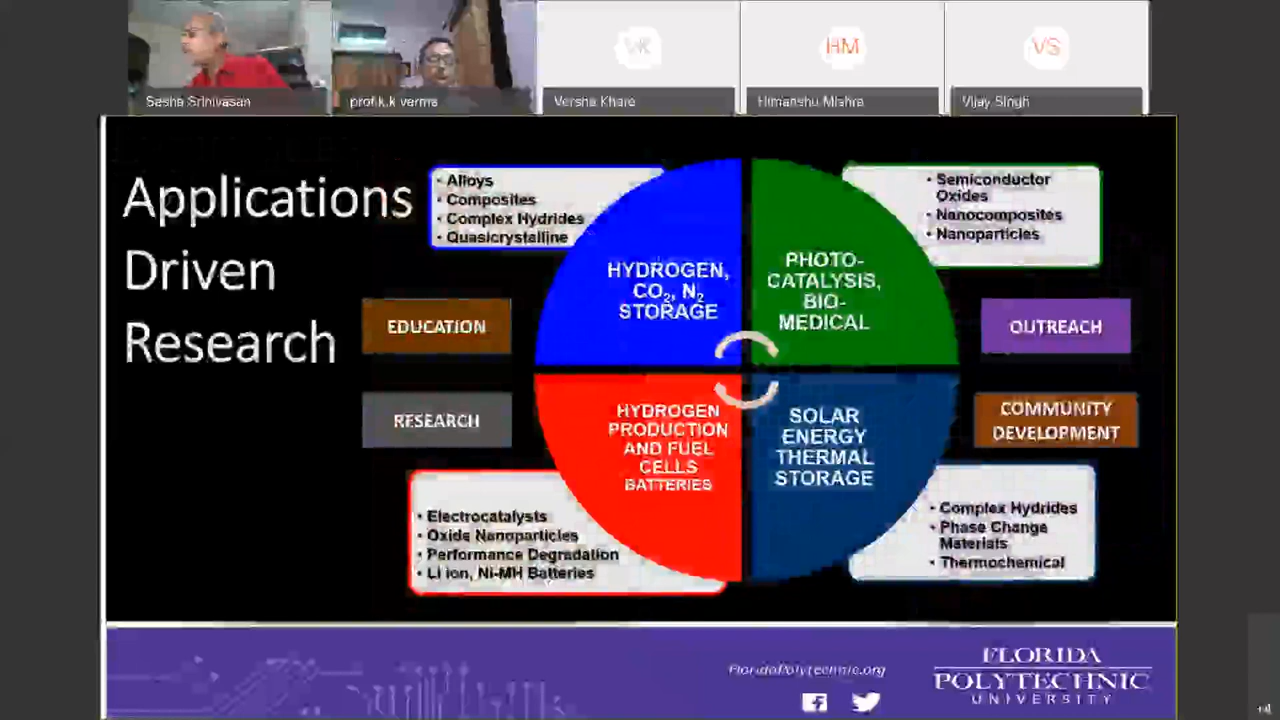 VK
HM
VS
Sesha Srinivasan
prof.k.k verma
Versha Khare
Himanshu Mishra
Vijay Singh
Applications
Driven
Research
• Alloys
• Composites
• Complex Hydrides
• Quasicrystalline
HYDROGEN,
CO₂, N₂
STORAGE
PHOTO-
CATALYSIS,
BIO-
MEDICAL
• Semiconductor
Oxides
• Nanocomposites
• Nanoparticles
EDUCATION
OUTREACH
RESEARCH
COMMUNITY
DEVELOPMENT
HYDROGEN
PRODUCTION
AND FUEL
CELLS
BATTERIES
SOLAR
ENERGY
THERMAL
STORAGE
• Electrocatalysts
• Oxide Nanoparticles
• Performance Degradation
• Li ion, Ni-MH Batteries
• Complex Hydrides
• Phase Change
Materials
• Thermochemical
FloridaPolytechnic.org
FLORIDA
POLYTECHNIC
UNIVERSITY